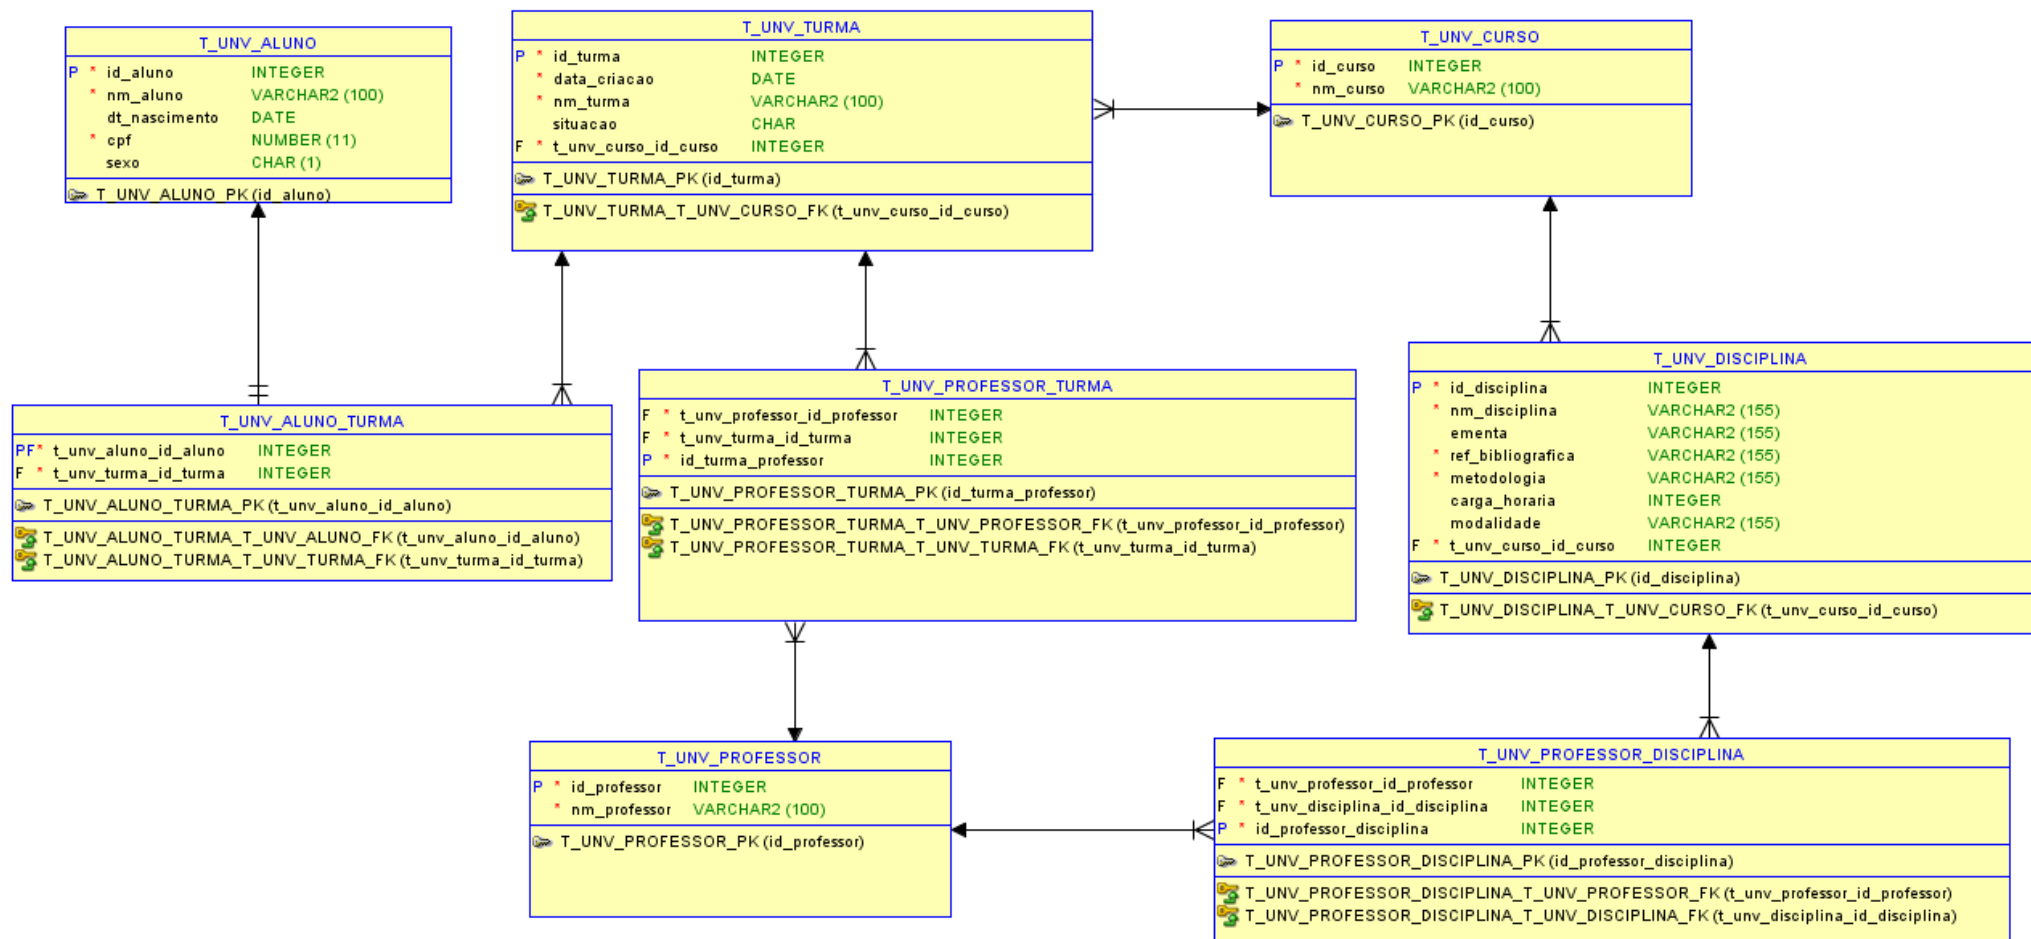 T_UNV_ALUNO
P * id_aluno INTEGER
* nm_aluno VARCHAR2 (100)
dt_nascimento DATE
* cpf NUMBER (11)
sexo CHAR (1)
T_UNV_ALUNO_PK (id_aluno)
T_UNV_TURMA
P * id_turma INTEGER
* data_criacao DATE
* nm_turma VARCHAR2 (100)
situacao CHAR
F * t_unv_curso_id_curso INTEGER
T_UNV_TURMA_PK (id_turma)
T_UNV_TURMA_T_UNV_CURSO_FK (t_unv_curso_id_curso)
T_UNV_CURSO
P * id_curso INTEGER
* nm_curso VARCHAR2 (100)
T_UNV_CURSO_PK (id_curso)
T_UNV_ALUNO_TURMA
PF* t_unv_aluno_id_aluno INTEGER
F * t_unv_turma_id_turma INTEGER
T_UNV_ALUNO_TURMA_PK (t_unv_aluno_id_aluno)
T_UNV_ALUNO_TURMA_T_UNV_ALUNO_FK (t_unv_aluno_id_aluno)
T_UNV_ALUNO_TURMA_T_UNV_TURMA_FK (t_unv_turma_id_turma)
T_UNV_PROFESSOR_TURMA
F * t_unv_professor_id_professor INTEGER
F * t_unv_turma_id_turma INTEGER
P * id_turma_professor INTEGER
T_UNV_PROFESSOR_TURMA_PK (id_turma_professor)
T_UNV_PROFESSOR_TURMA_T_UNV_PROFESSOR_FK (t_unv_professor_id_professor)
T_UNV_PROFESSOR_TURMA_T_UNV_TURMA_FK (t_unv_turma_id_turma)
T_UNV_DISCIPLINA
P * id_disciplina INTEGER
* nm_disciplina VARCHAR2 (155)
ementa VARCHAR2 (155)
* ref_bibliografica VARCHAR2 (155)
* metodologia VARCHAR2 (155)
carga_horaria INTEGER
modalidade VARCHAR2 (155)
F * t_unv_curso_id_curso INTEGER
T_UNV_DISCIPLINA_PK (id_disciplina)
T_UNV_DISCIPLINA_T_UNV_CURSO_FK (t_unv_curso_id_curso)
T_UNV_PROFESSOR
P * id_professor INTEGER
* nm_professor VARCHAR2 (100)
T_UNV_PROFESSOR_PK (id_professor)
T_UNV_PROFESSOR_DISCIPLINA
F * t_unv_professor_id_professor INTEGER
F * t_unv_disciplina_id_disciplina INTEGER
P * id_professor_disciplina INTEGER
T_UNV_PROFESSOR_DISCIPLINA_PK (id_professor_disciplina)
T_UNV_PROFESSOR_DISCIPLINA_T_UNV_PROFESSOR_FK (t_unv_professor_id_professor)
T_UNV_PROFESSOR_DISCIPLINA_T_UNV_DISCIPLINA_FK (t_unv_disciplina_id_disciplina)